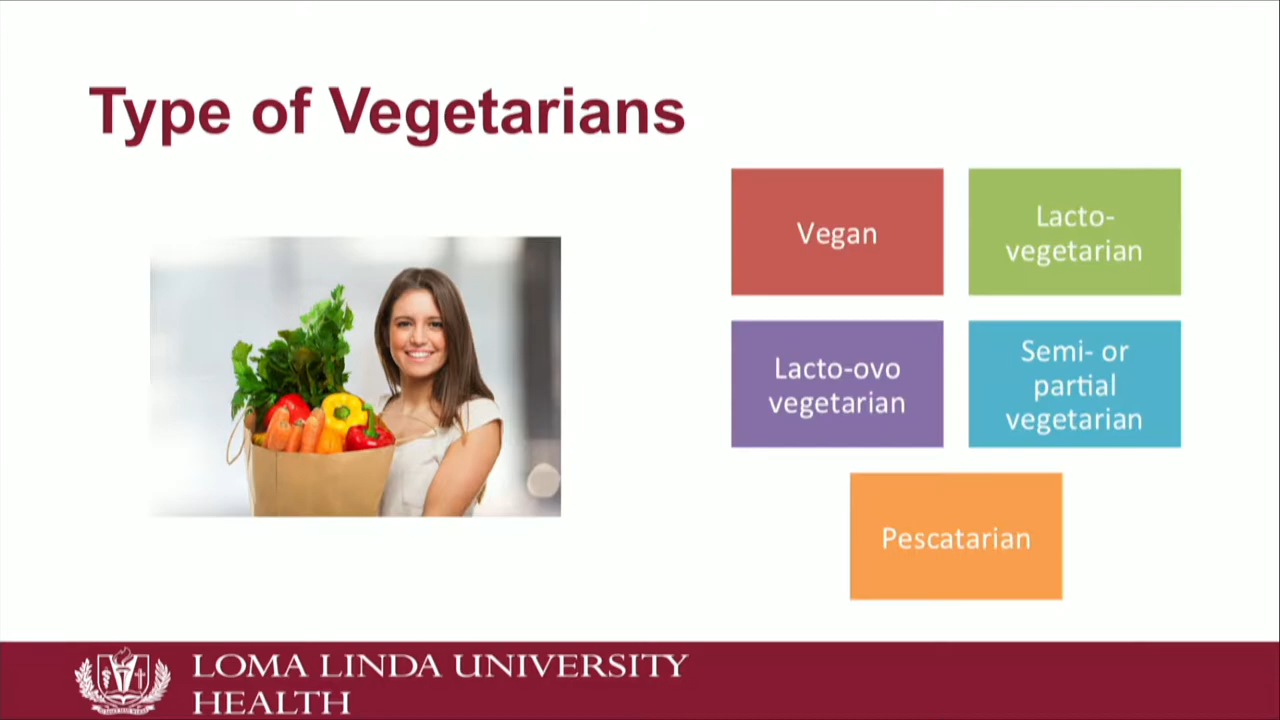 Type of Vegetarians
Vegan
Lacto-
vegetarian
Lacto-ovo
vegetarian
Semi- or
partial
vegetarian
Pescatarian
LOMA LINDA UNIVERSITY
HEALTH